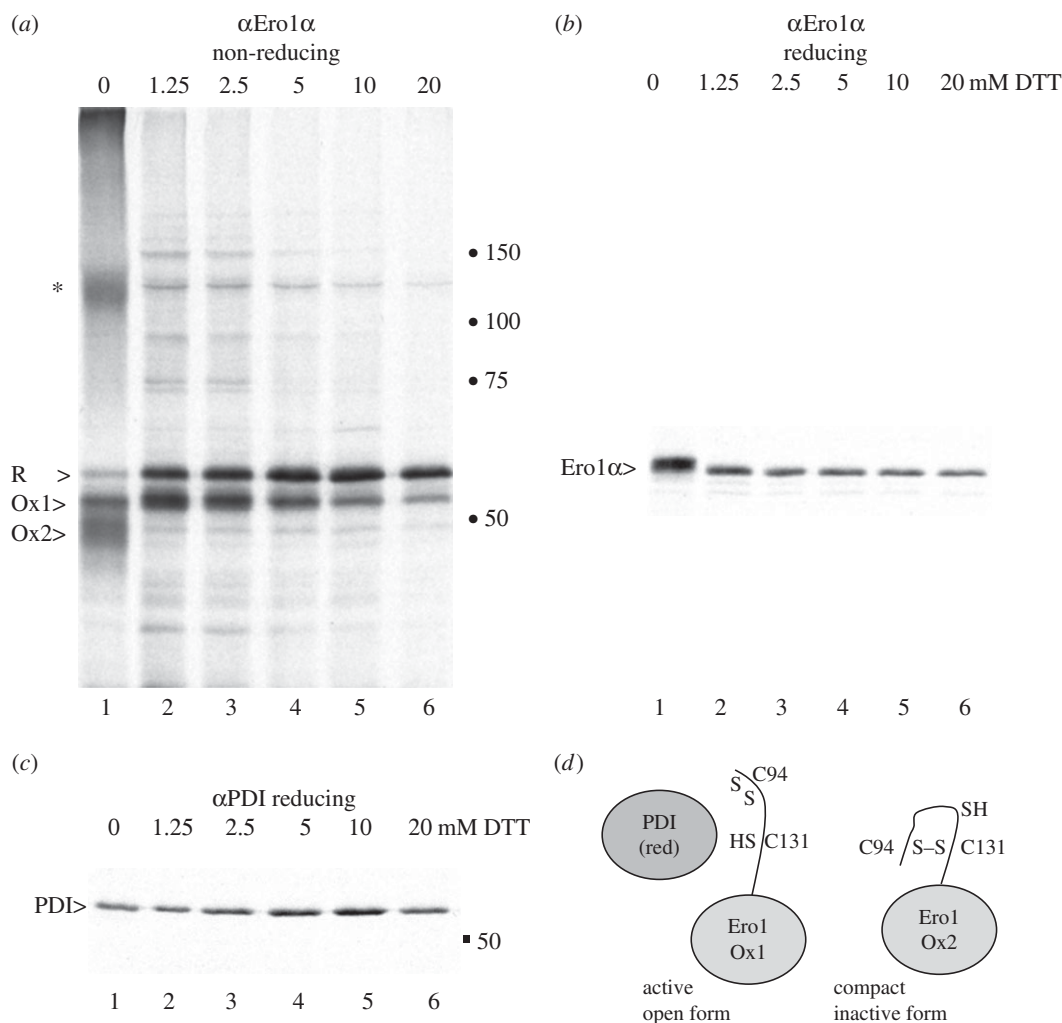 (a)
αEro1α
non-reducing
0 1.25 2.5 5 10 20
*
150
100
75
R >
Ox1>
Ox2>
50
1 2 3 4 5 6
(b)
αEro1α
reducing
0 1.25 2.5 5 10 20 mM DTT
Ero1α>
1 2 3 4 5 6
(c)
αPDI reducing
0 1.25 2.5 5 10 20 mM DTT
PDI>
50
1 2 3 4 5 6
(d)
S C94
S
PDI
(red)
HS C131
Ero1
Ox1
active
open form
SH
C94 S–S C131
Ero1
Ox2
compact
inactive form